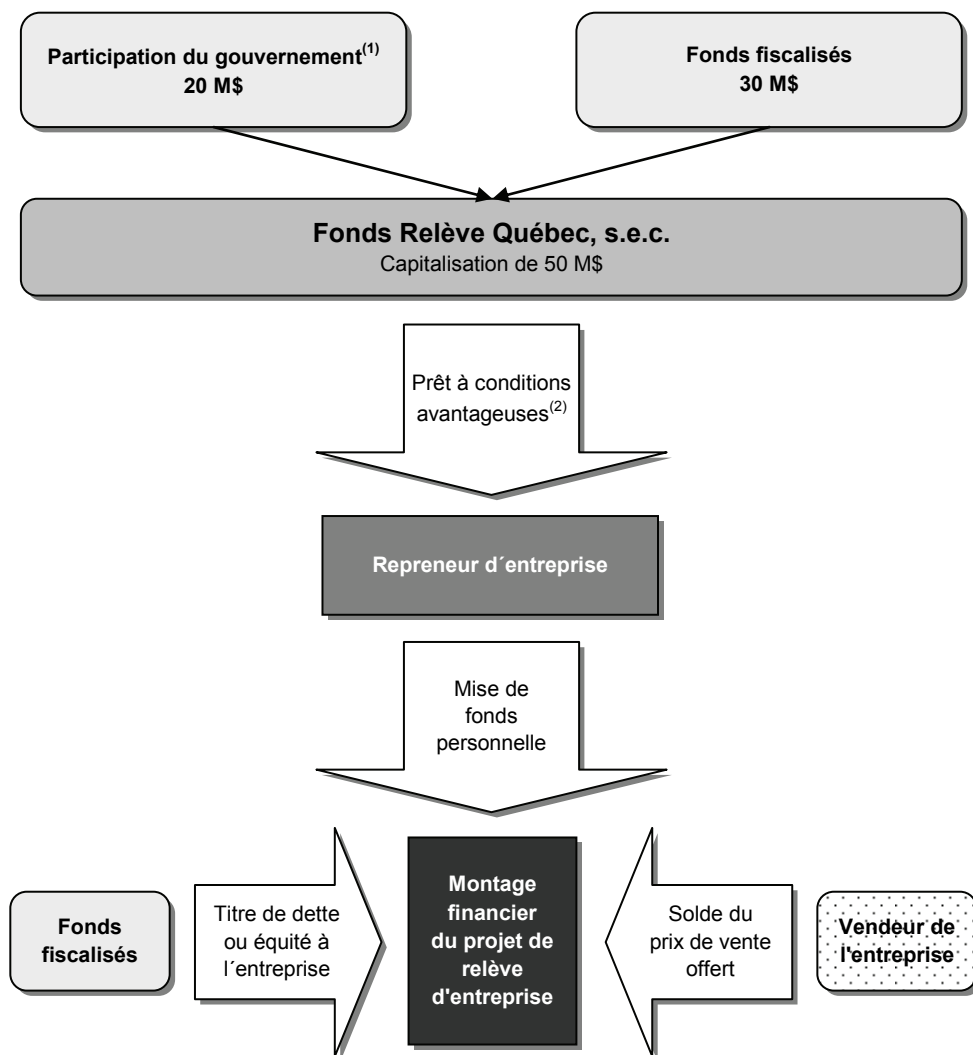 Participation du gouvernement(1)
20 M$
Fonds fiscalisés
30 M$
Fonds Relève Québec, s.e.c.
Capitalisation de 50 M$
Prêt à conditions
avantageuses(2)
Repreneur d´entreprise
Mise de
fonds
personnelle
Fonds
fiscalisés
Titre de dette
ou équité à
l´entreprise
Montage
financier
du projet de
relève
d'entreprise
Solde du
prix de vente
offert
Vendeur de
l'entreprise